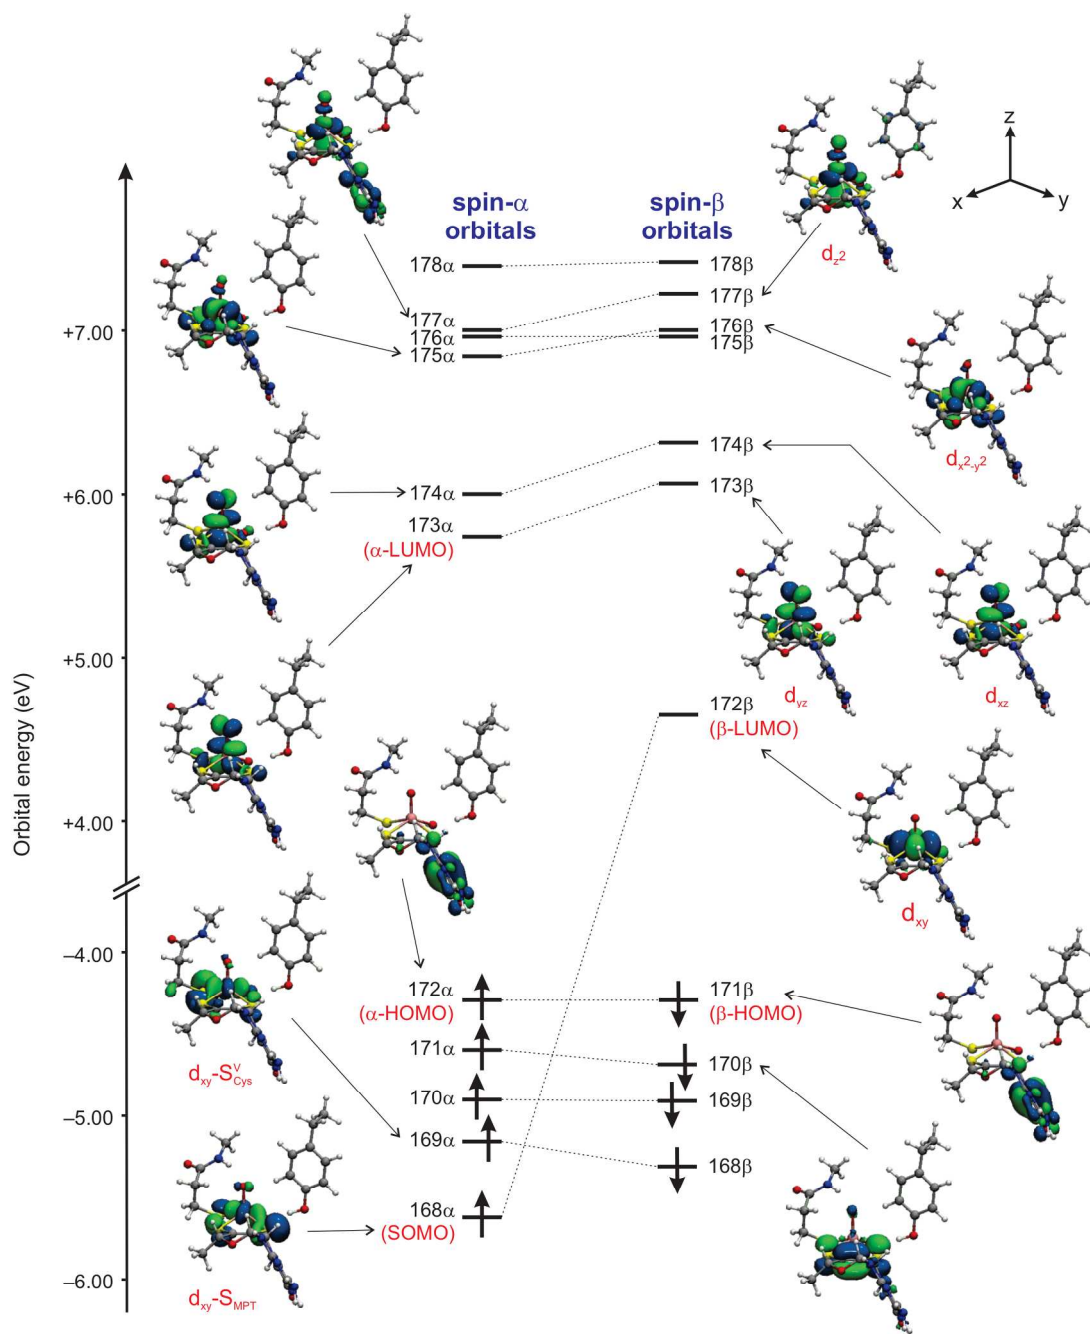 z
x
y
spin-α
orbitals
spin-β
orbitals
d_z²
178α
178β
177β
177α
176α
175α
176β
175β
+7.00
d_x²-y²
174β
174α
173β
+6.00
173α
(α-LUMO)
+5.00
d_yz
d_xz
172β
(β-LUMO)
Orbital energy (eV)
+4.00
d_xy
−4.00
172α
(α-HOMO)
171β
(β-HOMO)
171α
170β
d_xy-S^V_Cys
170α
169β
−5.00
169α
168β
168α
(SOMO)
−6.00
d_xy-S_MPT